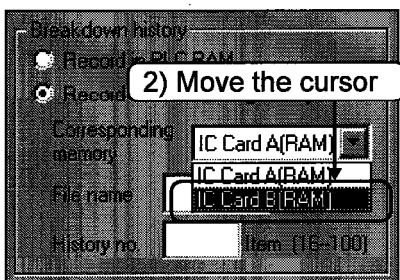 Breakdown history
Record in PLC RAM
Record
2) Move the cursor
Corresponding
memory
IC Card A(RAM)
IC Card A(RAM)
File name
IC Card B(RAM)
History no.
Item (16~100)